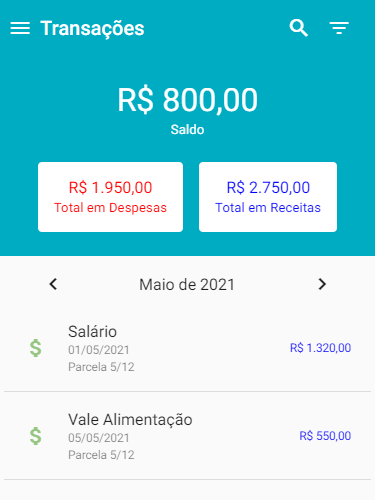 Transações
R$ 800,00
Saldo
R$ 1.950,00
Total em Despesas
R$ 2.750,00
Total em Receitas
Maio de 2021
Salário
01/05/2021
Parcela 5/12
R$ 1.320,00
Vale Alimentação
05/05/2021
Parcela 5/12
R$ 550,00